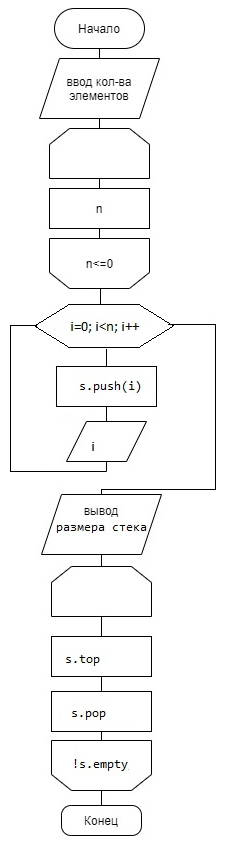 Начало
ввод кол-ва
элементов
n
n<=0
i=0; i<n; i++
s.push(i)
i
вывод
размера стека
s.top
s.pop
!s.empty
Конец